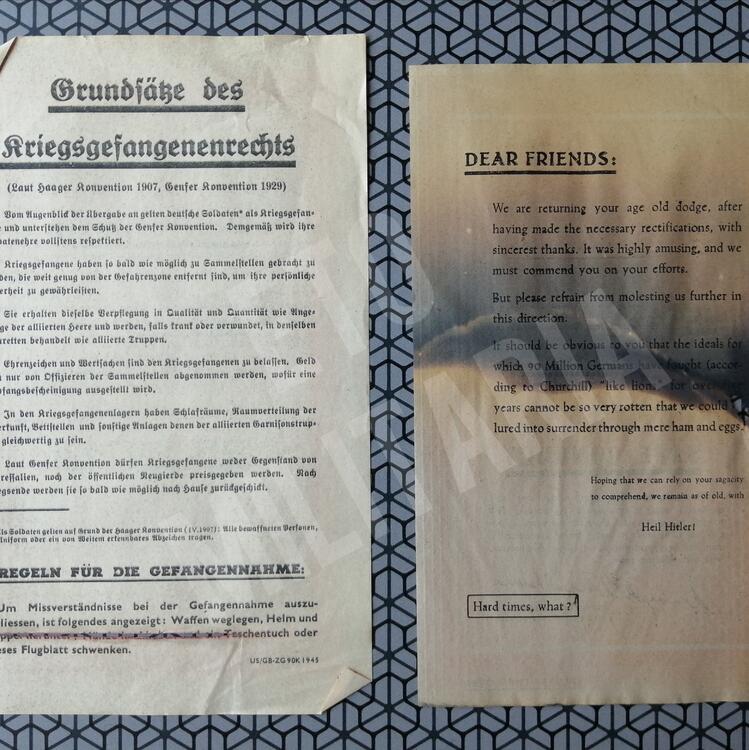 Grundsätze des
Kriegsgefangenenrechts
(Laut Haager Konvention 1907, Genfer Konvention 1929)
Vom Augenblick der Übergabe an gelten deutsche Soldaten* als Kriegsgefan-
und unterstehen dem Schutz der Genfer Konvention. Demgemäß wird ihre
datenehre vollstens respektiert.
Kriegsgefangene haben so bald wie möglich zu Sammelstellen gebracht zu
den, die weit genug von der Gefahrenzone entfernt sind, um ihre persönliche
erheit zu gewährleisten.
Sie erhalten dieselbe Verpflegung in Qualität und Quantität wie Ange-
ge der alliierten Heere und werden, falls krank oder verwundet, in denselben
aretten behandelt wie alliierte Truppen.
Ehrenzeichen und Wertsachen sind den Kriegsgefangenen zu belassen. Geld
nur von Offizieren der Sammelstellen abgenommen werden, wofür eine
pfangsbescheinigung ausgestellt wird.
In den Kriegsgefangenenlagern haben Schlafräume, Raumverteilung der
erkunft, Bettstellen und sonstige Anlagen denen der alliierten Garnisonstrup-
gleichwertig zu sein.
Laut Genfer Konvention dürfen Kriegsgefangene weder Gegenstand von
ressalien, noch der öffentlichen Neugierde preisgegeben werden. Nach
egsende werden sie so bald wie möglich nach Hause zurückgeschickt.
ls Soldaten gelten auf Grund der Haager Konvention (IV, 1907): Alle bewaffneten Personen,
Uniform oder ein von Weitem erkennbares Abzeichen tragen.
REGELN FÜR DIE GEFANGENNAHME:
Um Missverständnisse bei der Gefangennahme auszu-
liessen, ist folgendes angezeigt: Waffen weglegen, Helm und
ein Taschentuch oder
eses Flugblatt schwenken.
US/GB-ZG 90K 1945
DEAR FRIENDS:
We are returning your age old dodge, after
having made the necessary rectifications, with
sincerest thanks. It was highly amusing, and we
must commend you on your efforts.
But please refrain from molesting us further in
this direction.
It should be obvious to you that the ideals for
which 90 Million Germans have fought (accor-
ding to Churchill) "like lions" for over
years cannot be so very rotten that we could
lured into surrender through mere ham and eggs.
Hoping that we can rely on your sagacity
to comprehend, we remain as of old, with
Heil Hitler!
Hard times, what?
MILITARIA